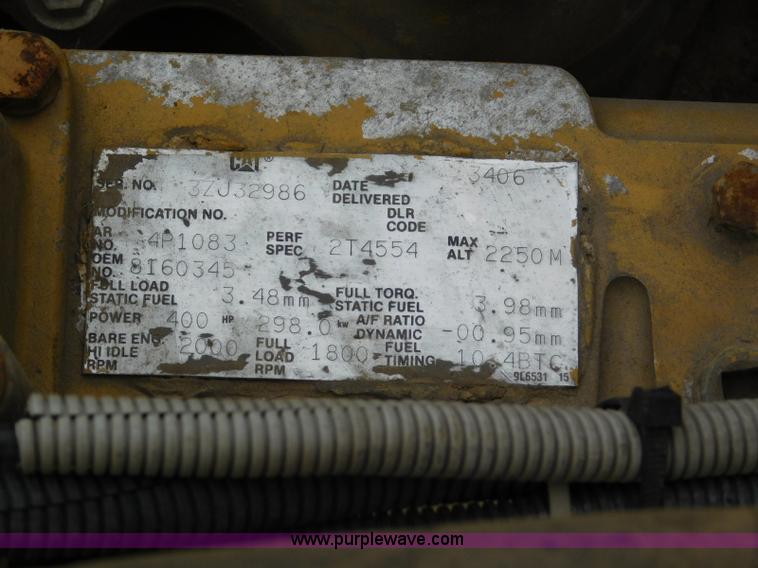 CAT ®
SER. NO. 3ZJ32986 DATE DELIVERED 3406
MODIFICATION NO. DLR CODE
AR NO. 4P1083 PERF SPEC 2T4554 MAX ALT 2250M
OEM NO. 8I60345
FULL LOAD STATIC FUEL 3.48mm FULL TORQ. STATIC FUEL 3.98mm
POWER 400 HP 298.0 kw A/F RATIO DYNAMIC -00.95mm
BARE ENG. HI IDLE RPM 2000 FULL LOAD RPM 1800 FUEL TIMING 10.4BTC
9L6531 15
www.purplewave.com